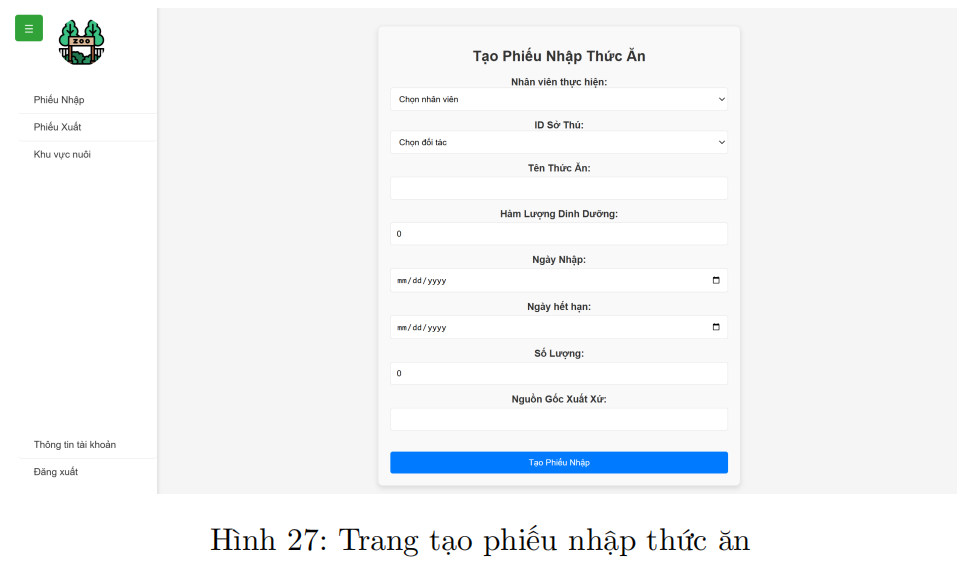 ☰
ZOO
Phiếu Nhập
Phiếu Xuất
Khu vực nuôi
Thông tin tài khoản
Đăng xuất
Tạo Phiếu Nhập Thức Ăn
Nhân viên thực hiện:
Chọn nhân viên
ID Sở Thú:
Chọn đối tác
Tên Thức Ăn:
Hàm Lượng Dinh Dưỡng:
0
Ngày Nhập:
mm/dd/yyyy
Ngày hết hạn:
mm/dd/yyyy
Số Lượng:
0
Nguồn Gốc Xuất Xứ:
Tạo Phiếu Nhập
Hình 27: Trang tạo phiếu nhập thức ăn